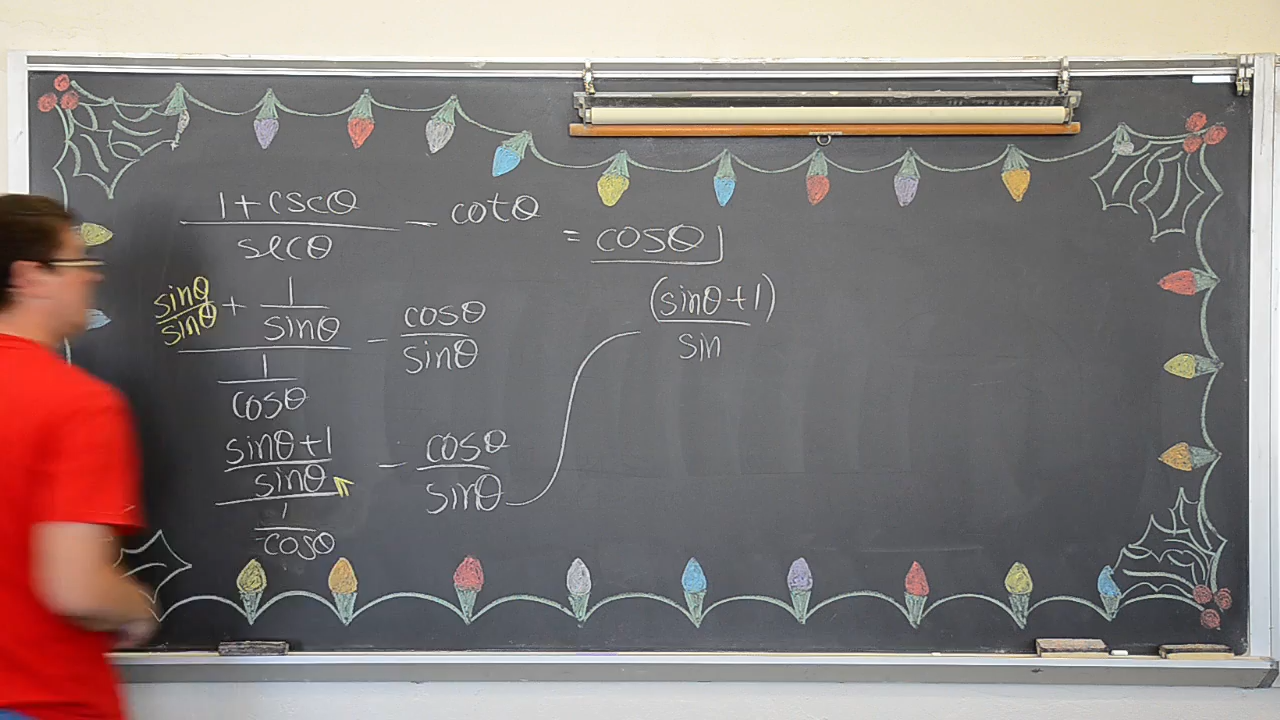 1+cscθ
secθ
− cotθ
= cosθ
sinθ
sinθ
+
1
sinθ
1
cosθ
−
cosθ
sinθ
sinθ+1
sinθ
1
cosθ
−
cosθ
sinθ
(sinθ+1)
sin